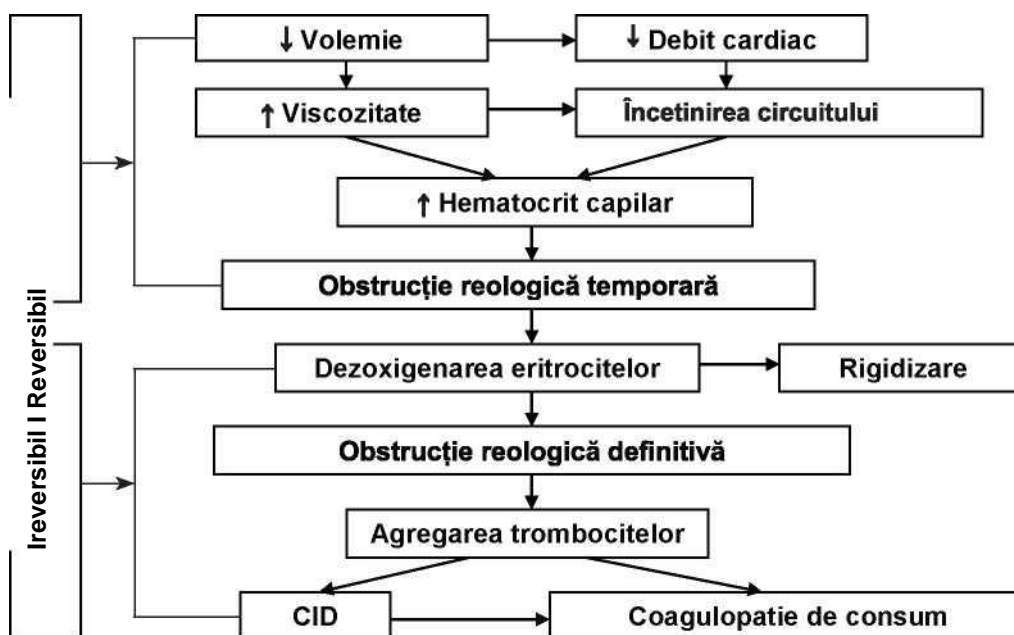 ↓ Volemie
↓ Debit cardiac
↑ Viscozitate
Încetinirea circuitului
↑ Hematocrit capilar
Obstrucție reologică temporară
Dezoxigenarea eritrocitelor
Rigidizare
Obstrucție reologică definitivă
Agregarea trombocitelor
CID
Coagulopatie de consum
Ireversibil I Reversibil